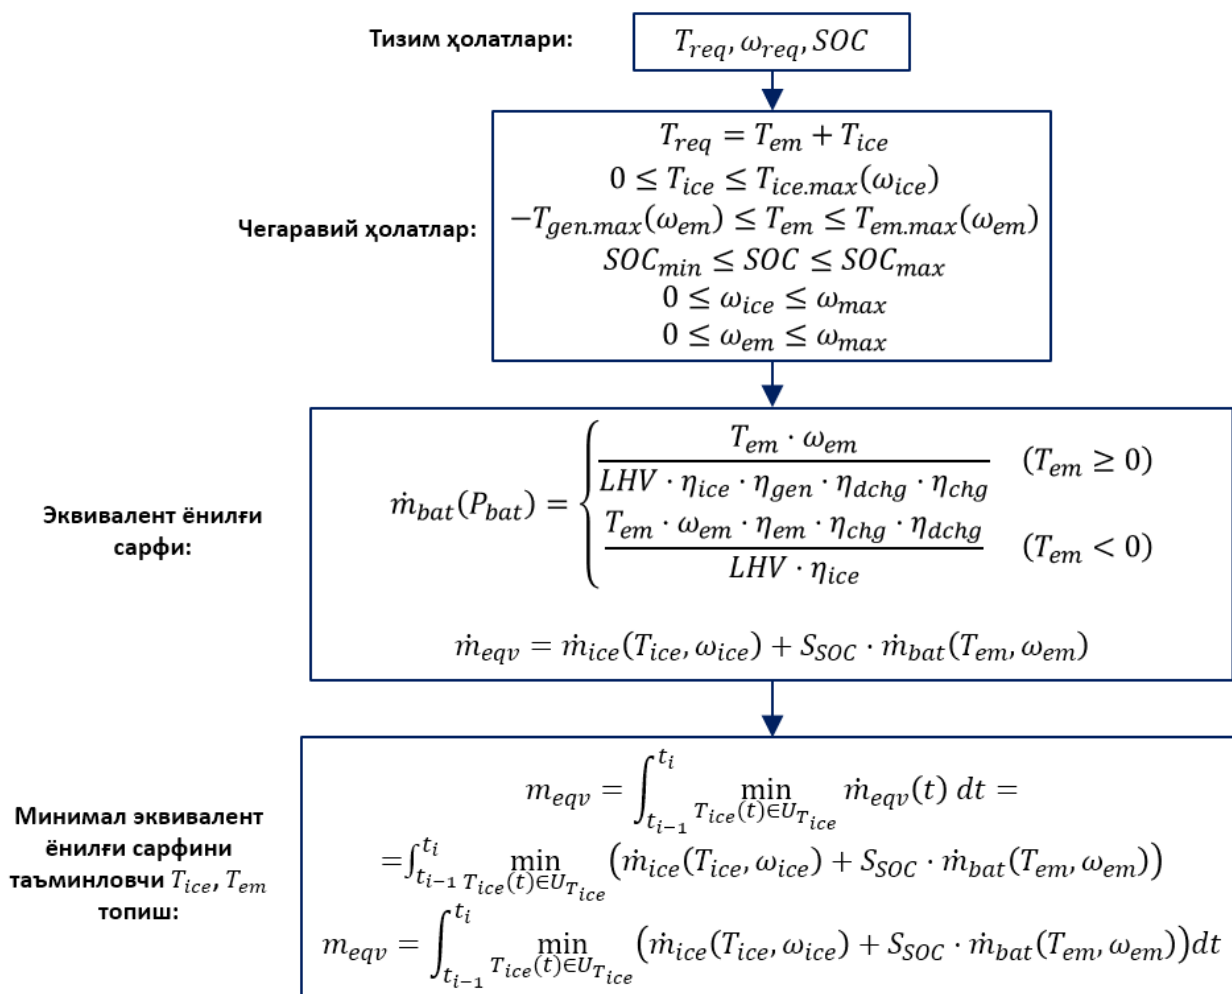 Тизим ҳолатлари:
T_req, ω_req, SOC
Чегаравий ҳолатлар:
T_req = T_em + T_ice
0 ≤ T_ice ≤ T_ice.max(ω_ice)
−T_gen.max(ω_em) ≤ T_em ≤ T_em.max(ω_em)
SOC_min ≤ SOC ≤ SOC_max
0 ≤ ω_ice ≤ ω_max
0 ≤ ω_em ≤ ω_max
Эквивалент ёнилғи
сарфи:
ṁ_bat(P_bat) = { (T_em · ω_em) / (LHV · η_ice · η_gen · η_dchg · η_chg) (T_em ≥ 0)
(T_em · ω_em · η_em · η_chg · η_dchg) / (LHV · η_ice) (T_em < 0)
ṁ_eqv = ṁ_ice(T_ice, ω_ice) + S_SOC · ṁ_bat(T_em, ω_em)
Минимал эквивалент
ёнилғи сарфини
таъминловчи T_ice, T_em
топиш:
m_eqv = ∫_{t_{i−1}}^{t_i} min_{T_ice(t)∈U_{T_ice}} ṁ_eqv(t) dt =
=∫_{t_{i−1}}^{t_i} min_{T_ice(t)∈U_{T_ice}} (ṁ_ice(T_ice, ω_ice) + S_SOC · ṁ_bat(T_em, ω_em))
m_eqv = ∫_{t_{i−1}}^{t_i} min_{T_ice(t)∈U_{T_ice}} (ṁ_ice(T_ice, ω_ice) + S_SOC · ṁ_bat(T_em, ω_em))dt